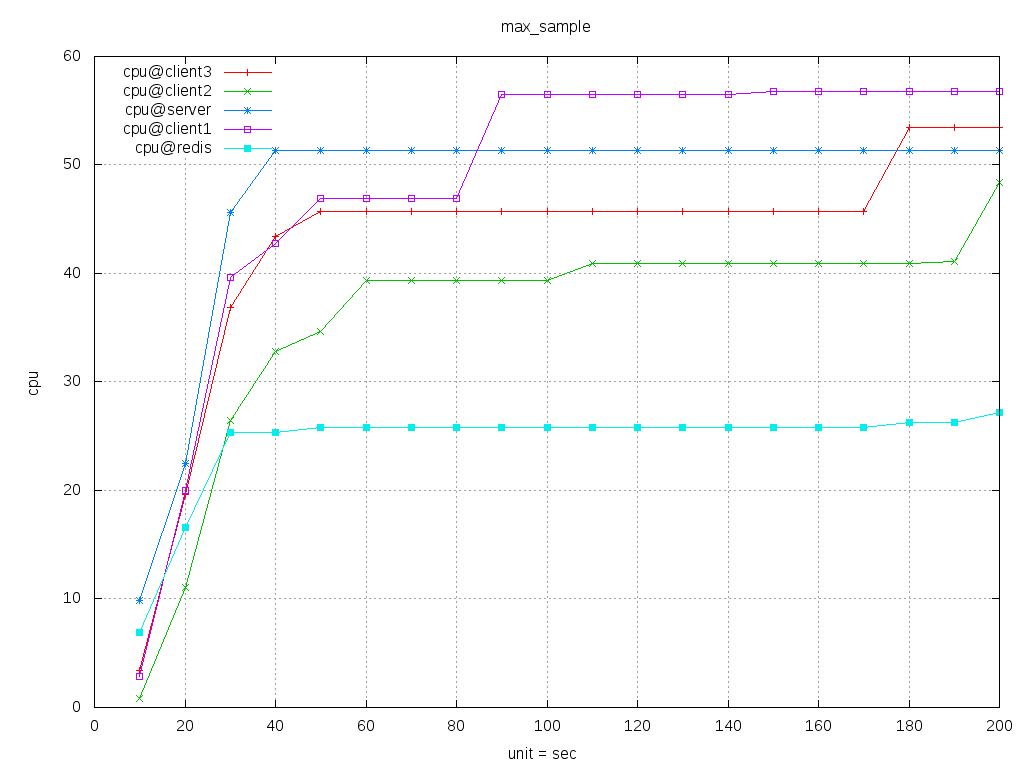 max_sample
60
50
40
30
20
10
0
cpu
cpu@client3
cpu@client2
cpu@server
cpu@client1
cpu@redis
0 20 40 60 80 100 120 140 160 180 200
unit = sec